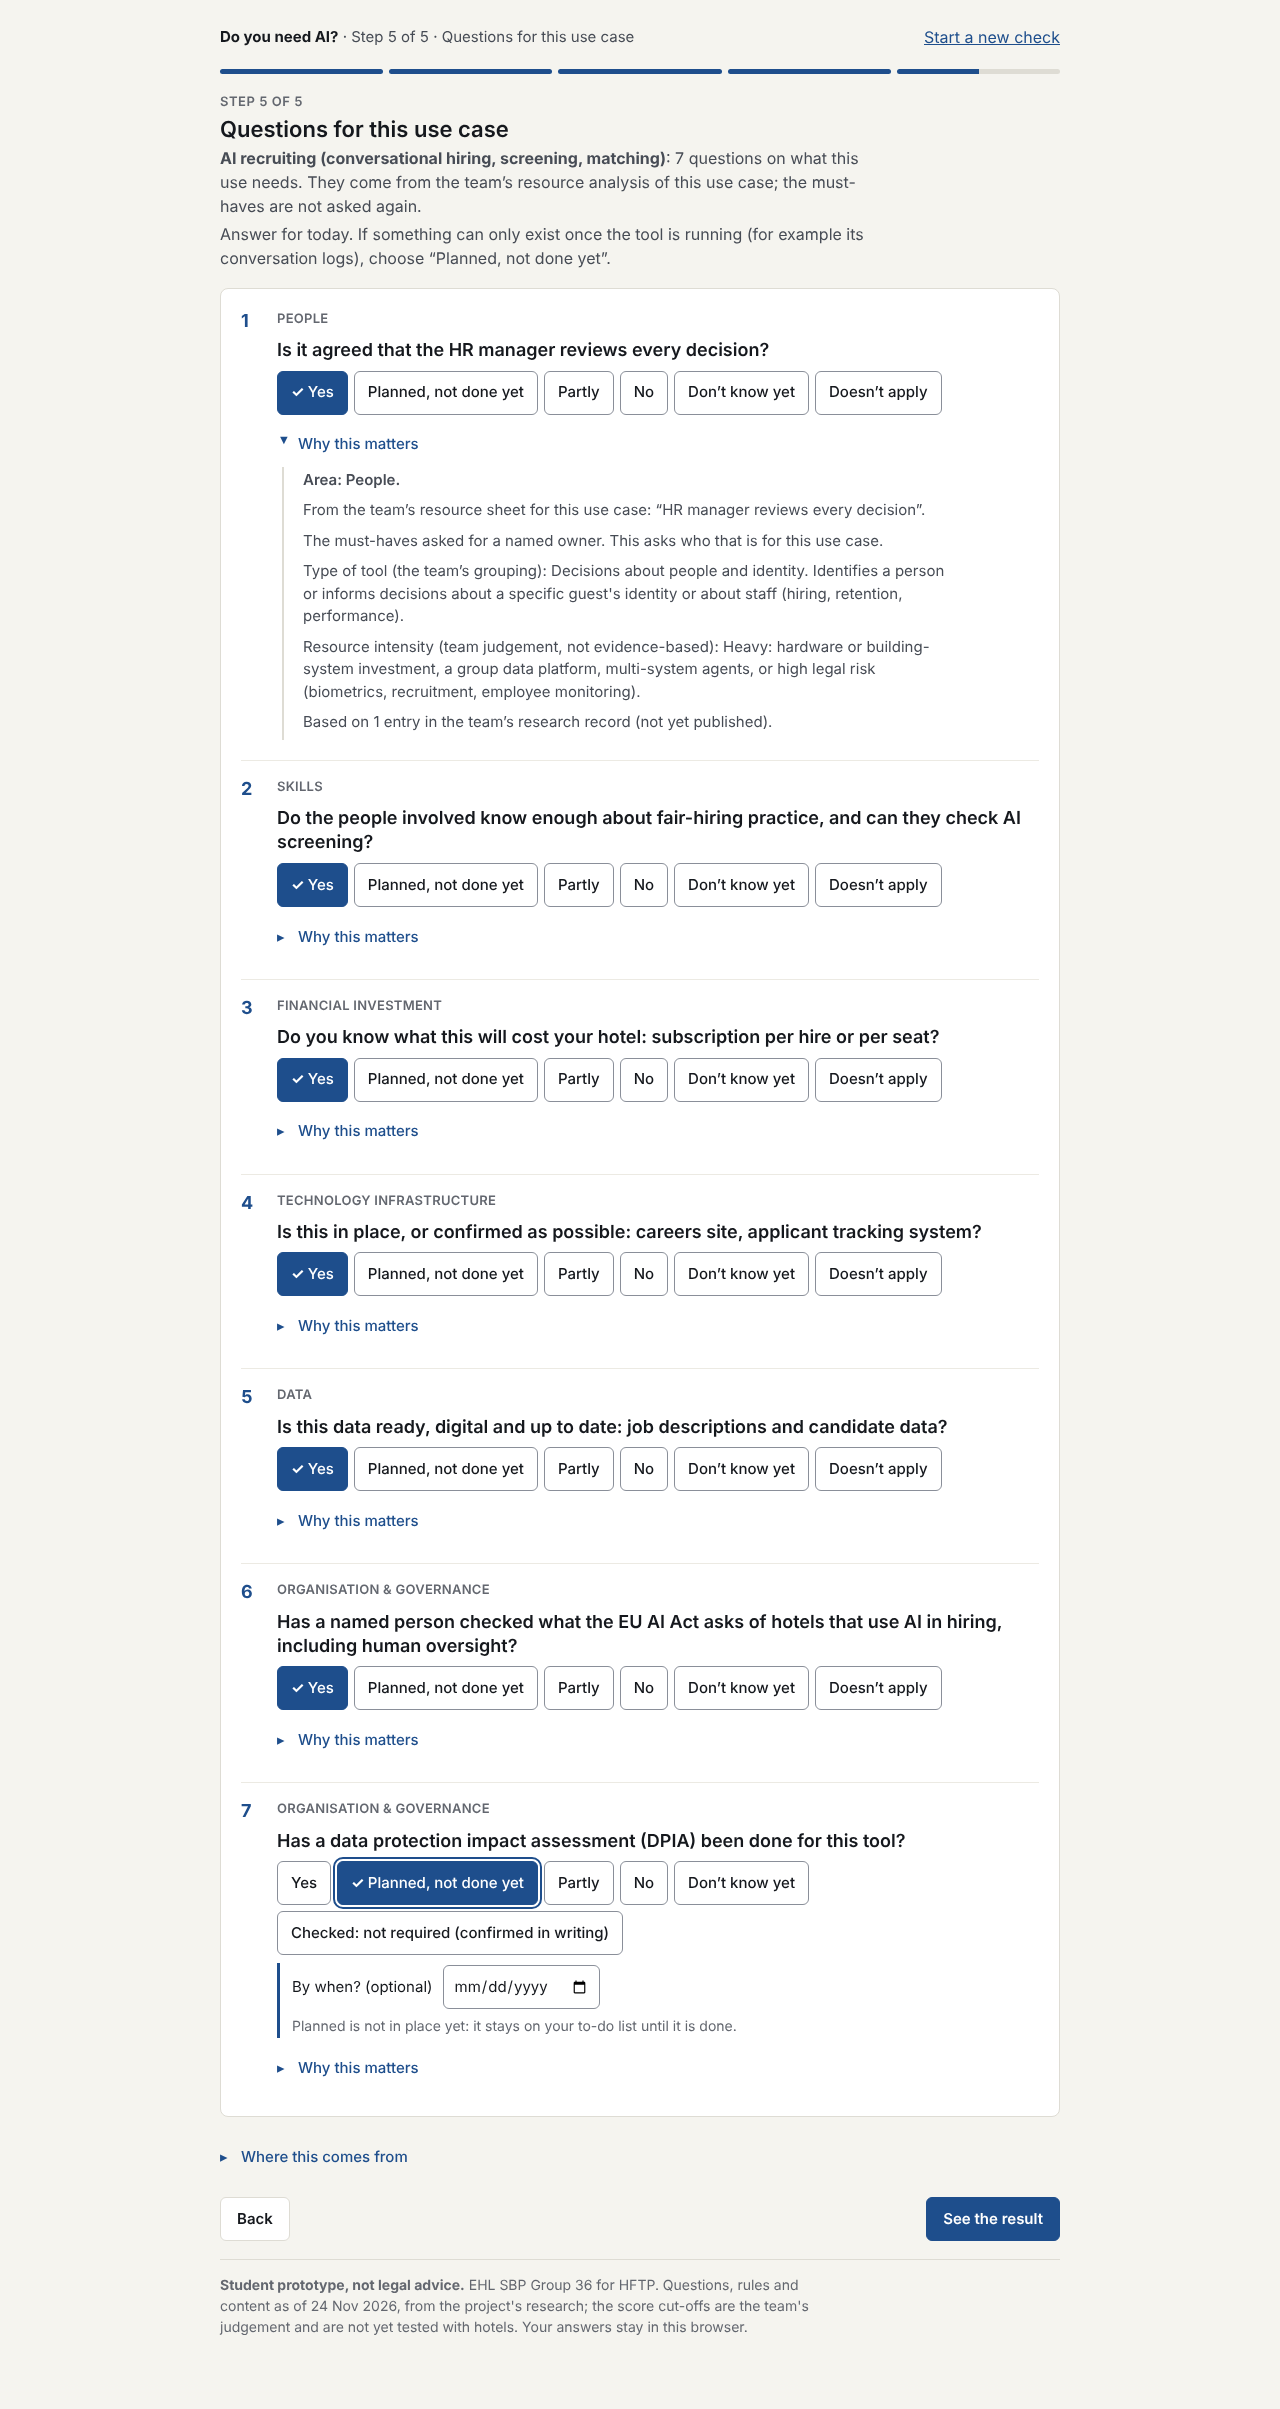 Do you need AI? · Step 5 of 5 · Questions for this use case
Start a new check
STEP 5 OF 5
Questions for this use case
AI recruiting (conversational hiring, screening, matching): 7 questions on what this
use needs. They come from the team’s resource analysis of this use case; the must-
haves are not asked again.
Answer for today. If something can only exist once the tool is running (for example its
conversation logs), choose “Planned, not done yet”.
1
PEOPLE
Is it agreed that the HR manager reviews every decision?
✓ Yes
Planned, not done yet
Partly
No
Don’t know yet
Doesn’t apply
▼ Why this matters
Area: People.
From the team’s resource sheet for this use case: “HR manager reviews every decision”.
The must-haves asked for a named owner. This asks who that is for this use case.
Type of tool (the team’s grouping): Decisions about people and identity. Identifies a person
or informs decisions about a specific guest's identity or about staff (hiring, retention,
performance).
Resource intensity (team judgement, not evidence-based): Heavy: hardware or building-
system investment, a group data platform, multi-system agents, or high legal risk
(biometrics, recruitment, employee monitoring).
Based on 1 entry in the team’s research record (not yet published).
2
SKILLS
Do the people involved know enough about fair-hiring practice, and can they check AI
screening?
✓ Yes
Planned, not done yet
Partly
No
Don’t know yet
Doesn’t apply
▸ Why this matters
3
FINANCIAL INVESTMENT
Do you know what this will cost your hotel: subscription per hire or per seat?
✓ Yes
Planned, not done yet
Partly
No
Don’t know yet
Doesn’t apply
▸ Why this matters
4
TECHNOLOGY INFRASTRUCTURE
Is this in place, or confirmed as possible: careers site, applicant tracking system?
✓ Yes
Planned, not done yet
Partly
No
Don’t know yet
Doesn’t apply
▸ Why this matters
5
DATA
Is this data ready, digital and up to date: job descriptions and candidate data?
✓ Yes
Planned, not done yet
Partly
No
Don’t know yet
Doesn’t apply
▸ Why this matters
6
ORGANISATION & GOVERNANCE
Has a named person checked what the EU AI Act asks of hotels that use AI in hiring,
including human oversight?
✓ Yes
Planned, not done yet
Partly
No
Don’t know yet
Doesn’t apply
▸ Why this matters
7
ORGANISATION & GOVERNANCE
Has a data protection impact assessment (DPIA) been done for this tool?
Yes
✓ Planned, not done yet
Partly
No
Don’t know yet
Checked: not required (confirmed in writing)
By when? (optional)
mm/dd/yyyy
Planned is not in place yet: it stays on your to-do list until it is done.
▸ Why this matters
▸ Where this comes from
Back
See the result
Student prototype, not legal advice. EHL SBP Group 36 for HFTP. Questions, rules and
content as of 24 Nov 2026, from the project's research; the score cut-offs are the team's
judgement and are not yet tested with hotels. Your answers stay in this browser.